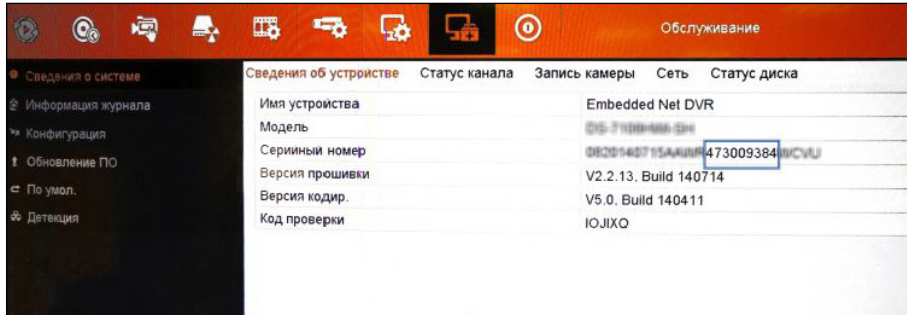 Обслуживание
Сведения о системе
Информация журнала
Конфигурация
Обновление ПО
По умол.
Детекция
Сведения об устройстве Статус канала Запись камеры Сеть Статус диска
Имя устройства Embedded Net DVR
Модель
Серийный номер 473009384
Версия прошивки V2.2.13, Build 140714
Версия кодир. V5.0, Build 140411
Код проверки IOJIXQ